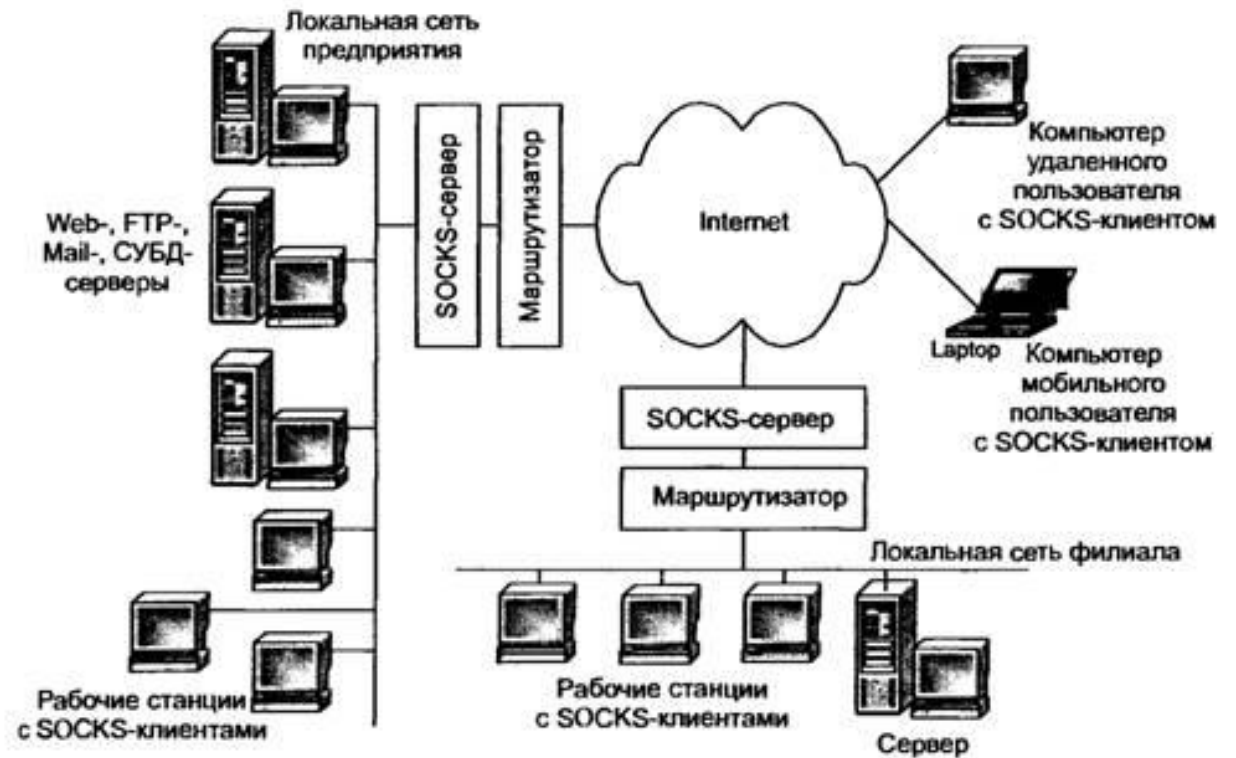 Локальная сеть
предприятия
Web-, FTP-,
Mail-, СУБД-
серверы
SOCKS-сервер
Маршрутизатор
Internet
Компьютер
удаленного
пользователя
с SOCKS-клиентом
Laptop
Компьютер
мобильного
пользователя
с SOCKS-клиентом
SOCKS-сервер
Маршрутизатор
Локальная сеть филиала
Рабочие станции
с SOCKS-клиентами
Рабочие станции
с SOCKS-клиентами
Сервер